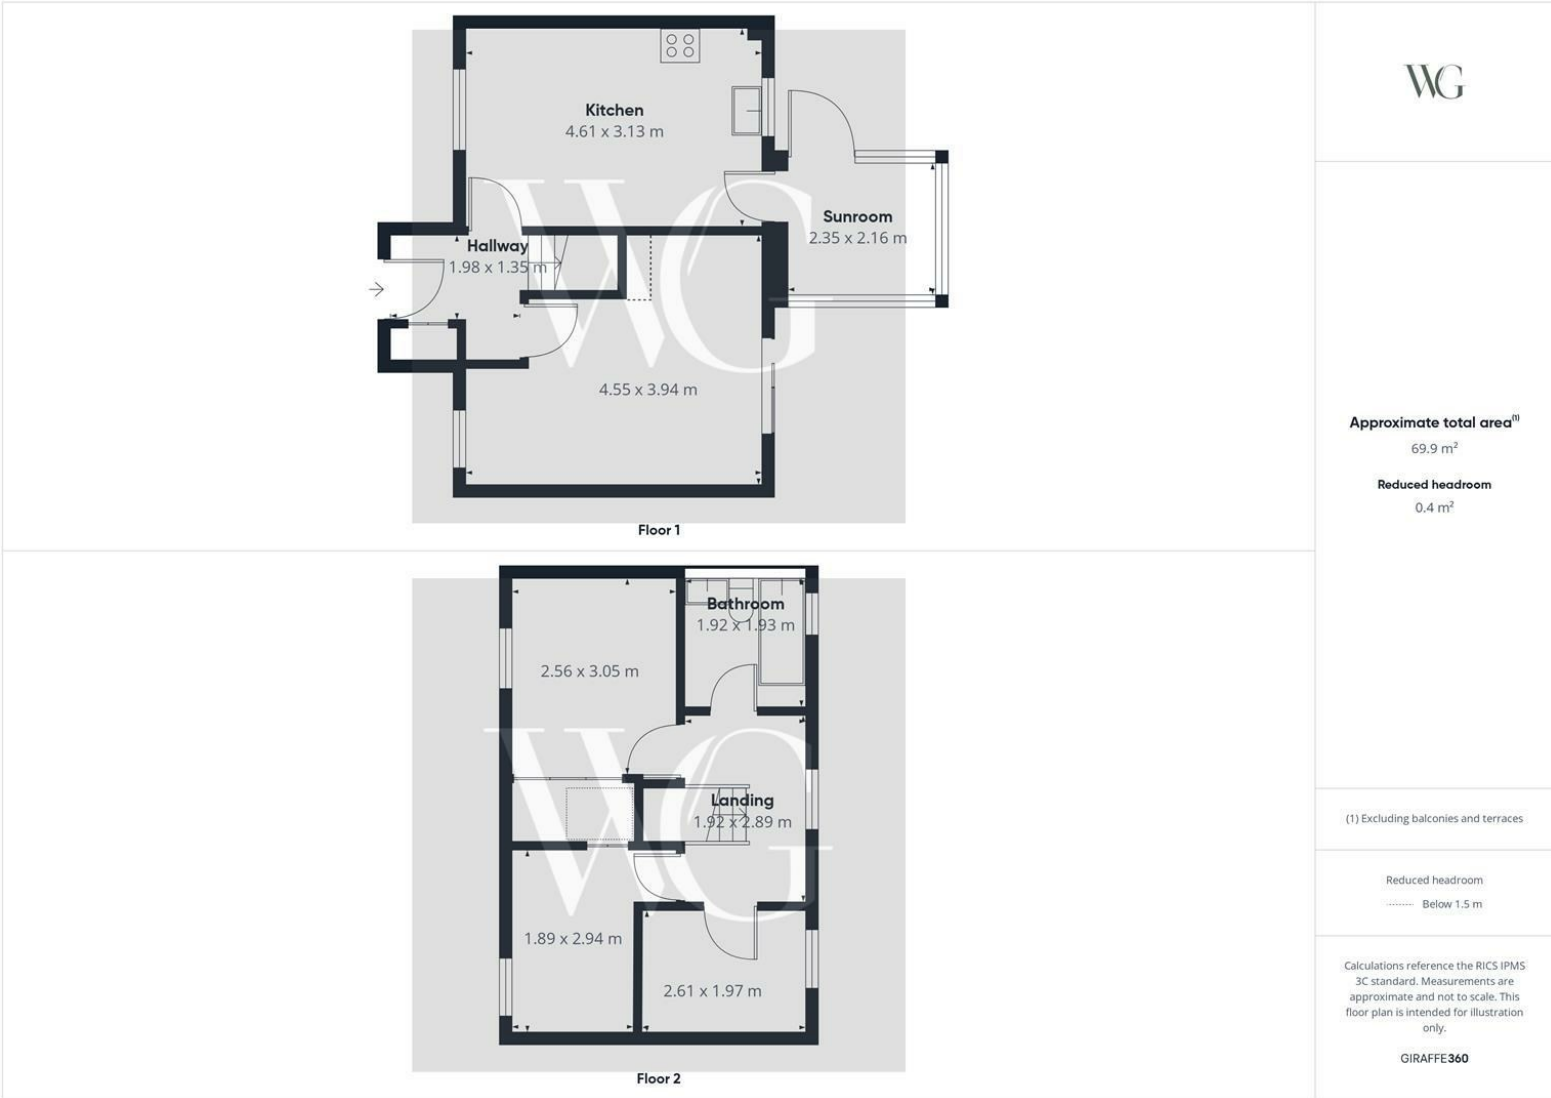 Kitchen
4.61 x 3.13 m
Sunroom
2.35 x 2.16 m
Hallway
1.98 x 1.35 m
4.55 x 3.94 m
WG
Floor 1
Bathroom
1.92 x 1.93 m
2.56 x 3.05 m
Landing
1.92 x 2.89 m
1.89 x 2.94 m
2.61 x 1.97 m
WG
Floor 2
WG
Approximate total area(1)
69.9 m²
Reduced headroom
0.4 m²
(1) Excluding balconies and terraces
Reduced headroom
Below 1.5 m
Calculations reference the RICS IPMS
3C standard. Measurements are
approximate and not to scale. This
floor plan is intended for illustration
only.
GIRAFFE360